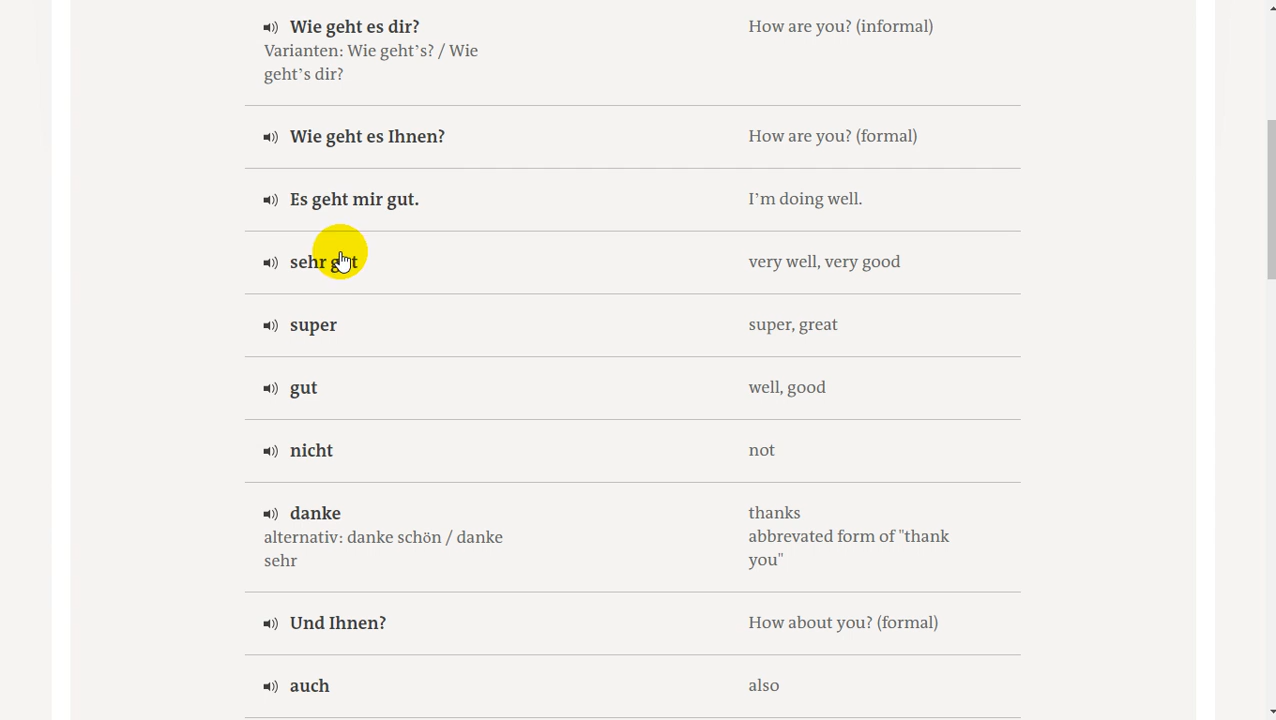 Wie geht es dir? How are you? (informal)
Varianten: Wie geht's? / Wie
geht's dir?
Wie geht es Ihnen? How are you? (formal)
Es geht mir gut. I'm doing well.
sehr gut very well, very good
super super, great
gut well, good
nicht not
danke thanks
alternativ: danke schön / danke abbrevated form of "thank
sehr you"
Und Ihnen? How about you? (formal)
auch also